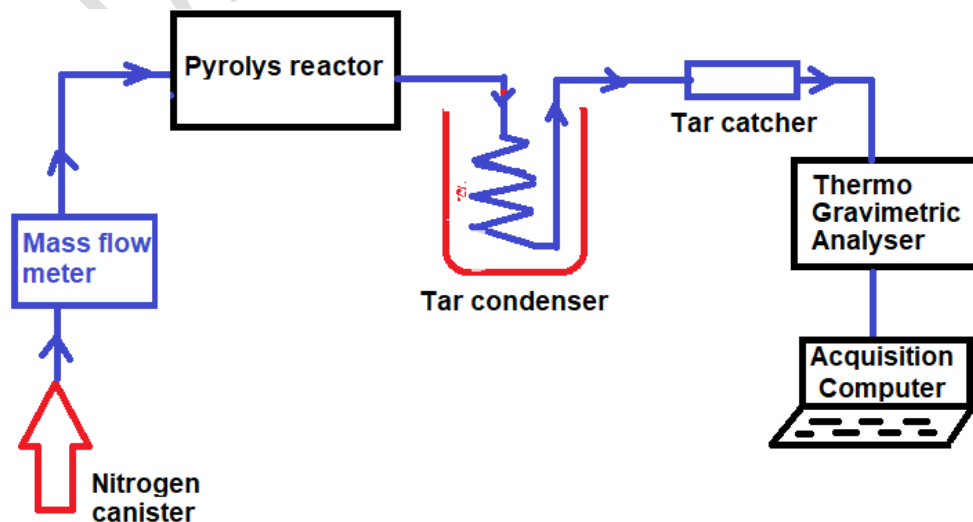 Pyrolys reactor
Tar catcher
Mass flow
meter
Thermo
Gravimetric
Analyser
Tar condenser
Acquisition
Computer
Nitrogen
canister